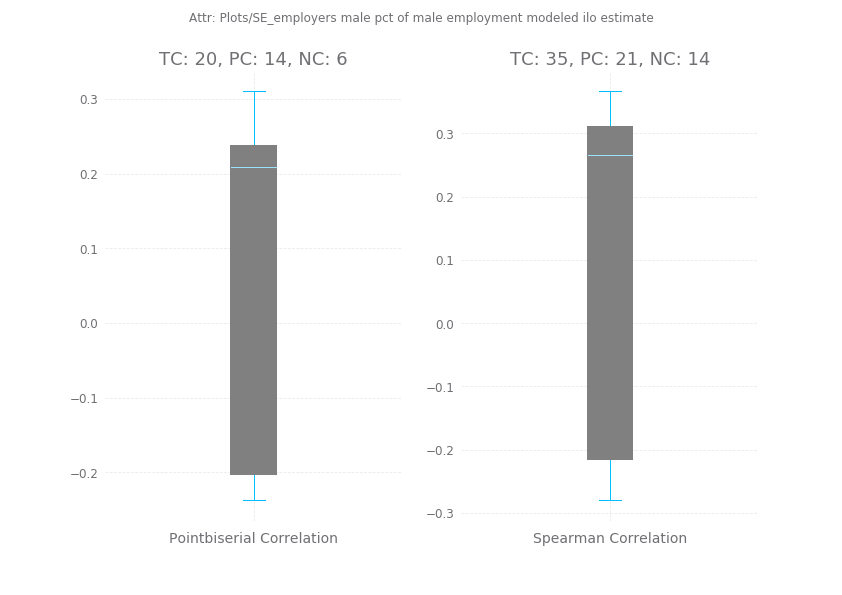 Attr: Plots/SE_employers male pct of male employment modeled ilo estimate
TC: 20, PC: 14, NC: 6
0.3
0.2
0.1
0.0
−0.1
−0.2
Pointbiserial Correlation
TC: 35, PC: 21, NC: 14
0.3
0.2
0.1
0.0
−0.1
−0.2
−0.3
Spearman Correlation